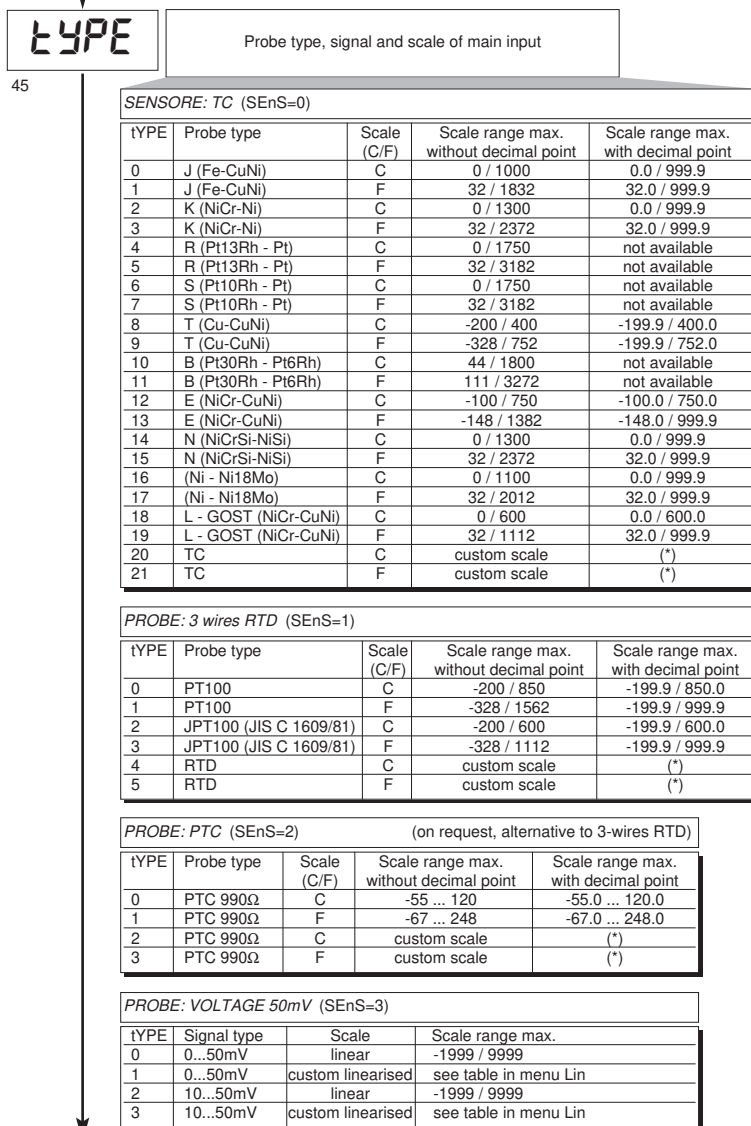 tYPE
Probe type, signal and scale of main input
45
SENSORE: TC (SEnS=0)
tYPE Probe type Scale (C/F) Scale range max. without decimal point Scale range max. with decimal point
0 J (Fe-CuNi) C 0 / 1000 0.0 / 999.9
1 J (Fe-CuNi) F 32 / 1832 32.0 / 999.9
2 K (NiCr-Ni) C 0 / 1300 0.0 / 999.9
3 K (NiCr-Ni) F 32 / 2372 32.0 / 999.9
4 R (Pt13Rh - Pt) C 0 / 1750 not available
5 R (Pt13Rh - Pt) F 32 / 3182 not available
6 S (Pt10Rh - Pt) C 0 / 1750 not available
7 S (Pt10Rh - Pt) F 32 / 3182 not available
8 T (Cu-CuNi) C -200 / 400 -199.9 / 400.0
9 T (Cu-CuNi) F -328 / 752 -199.9 / 752.0
10 B (Pt30Rh - Pt6Rh) C 44 / 1800 not available
11 B (Pt30Rh - Pt6Rh) F 111 / 3272 not available
12 E (NiCr-CuNi) C -100 / 750 -100.0 / 750.0
13 E (NiCr-CuNi) F -148 / 1382 -148.0 / 999.9
14 N (NiCrSi-NiSi) C 0 / 1300 0.0 / 999.9
15 N (NiCrSi-NiSi) F 32 / 2372 32.0 / 999.9
16 (Ni - Ni18Mo) C 0 / 1100 0.0 / 999.9
17 (Ni - Ni18Mo) F 32 / 2012 32.0 / 999.9
18 L - GOST (NiCr-CuNi) C 0 / 600 0.0 / 600.0
19 L - GOST (NiCr-CuNi) F 32 / 1112 32.0 / 999.9
20 TC C custom scale (*)
21 TC F custom scale (*)
PROBE: 3 wires RTD (SEnS=1)
tYPE Probe type Scale (C/F) Scale range max. without decimal point Scale range max. with decimal point
0 PT100 C -200 / 850 -199.9 / 850.0
1 PT100 F -328 / 1562 -199.9 / 999.9
2 JPT100 (JIS C 1609/81) C -200 / 600 -199.9 / 600.0
3 JPT100 (JIS C 1609/81) F -328 / 1112 -199.9 / 999.9
4 RTD C custom scale (*)
5 RTD F custom scale (*)
PROBE: PTC (SEnS=2) (on request, alternative to 3-wires RTD)
tYPE Probe type Scale (C/F) Scale range max. without decimal point Scale range max. with decimal point
0 PTC 990Ω C -55 ... 120 -55.0 ... 120.0
1 PTC 990Ω F -67 ... 248 -67.0 ... 248.0
2 PTC 990Ω C custom scale (*)
3 PTC 990Ω F custom scale (*)
PROBE: VOLTAGE 50mV (SEnS=3)
tYPE Signal type Scale Scale range max.
0 0...50mV linear -1999 / 9999
1 0...50mV custom linearised see table in menu Lin
2 10...50mV linear -1999 / 9999
3 10...50mV custom linearised see table in menu Lin